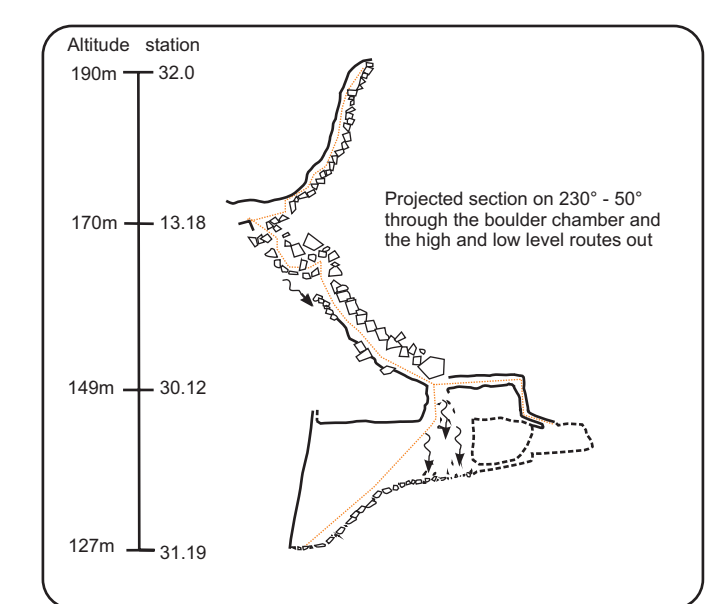 Altitude station
190m 32.0
Projected section on 230° - 50°
through the boulder chamber and
the high and low level routes out
170m 13.18
149m 30.12
127m 31.19